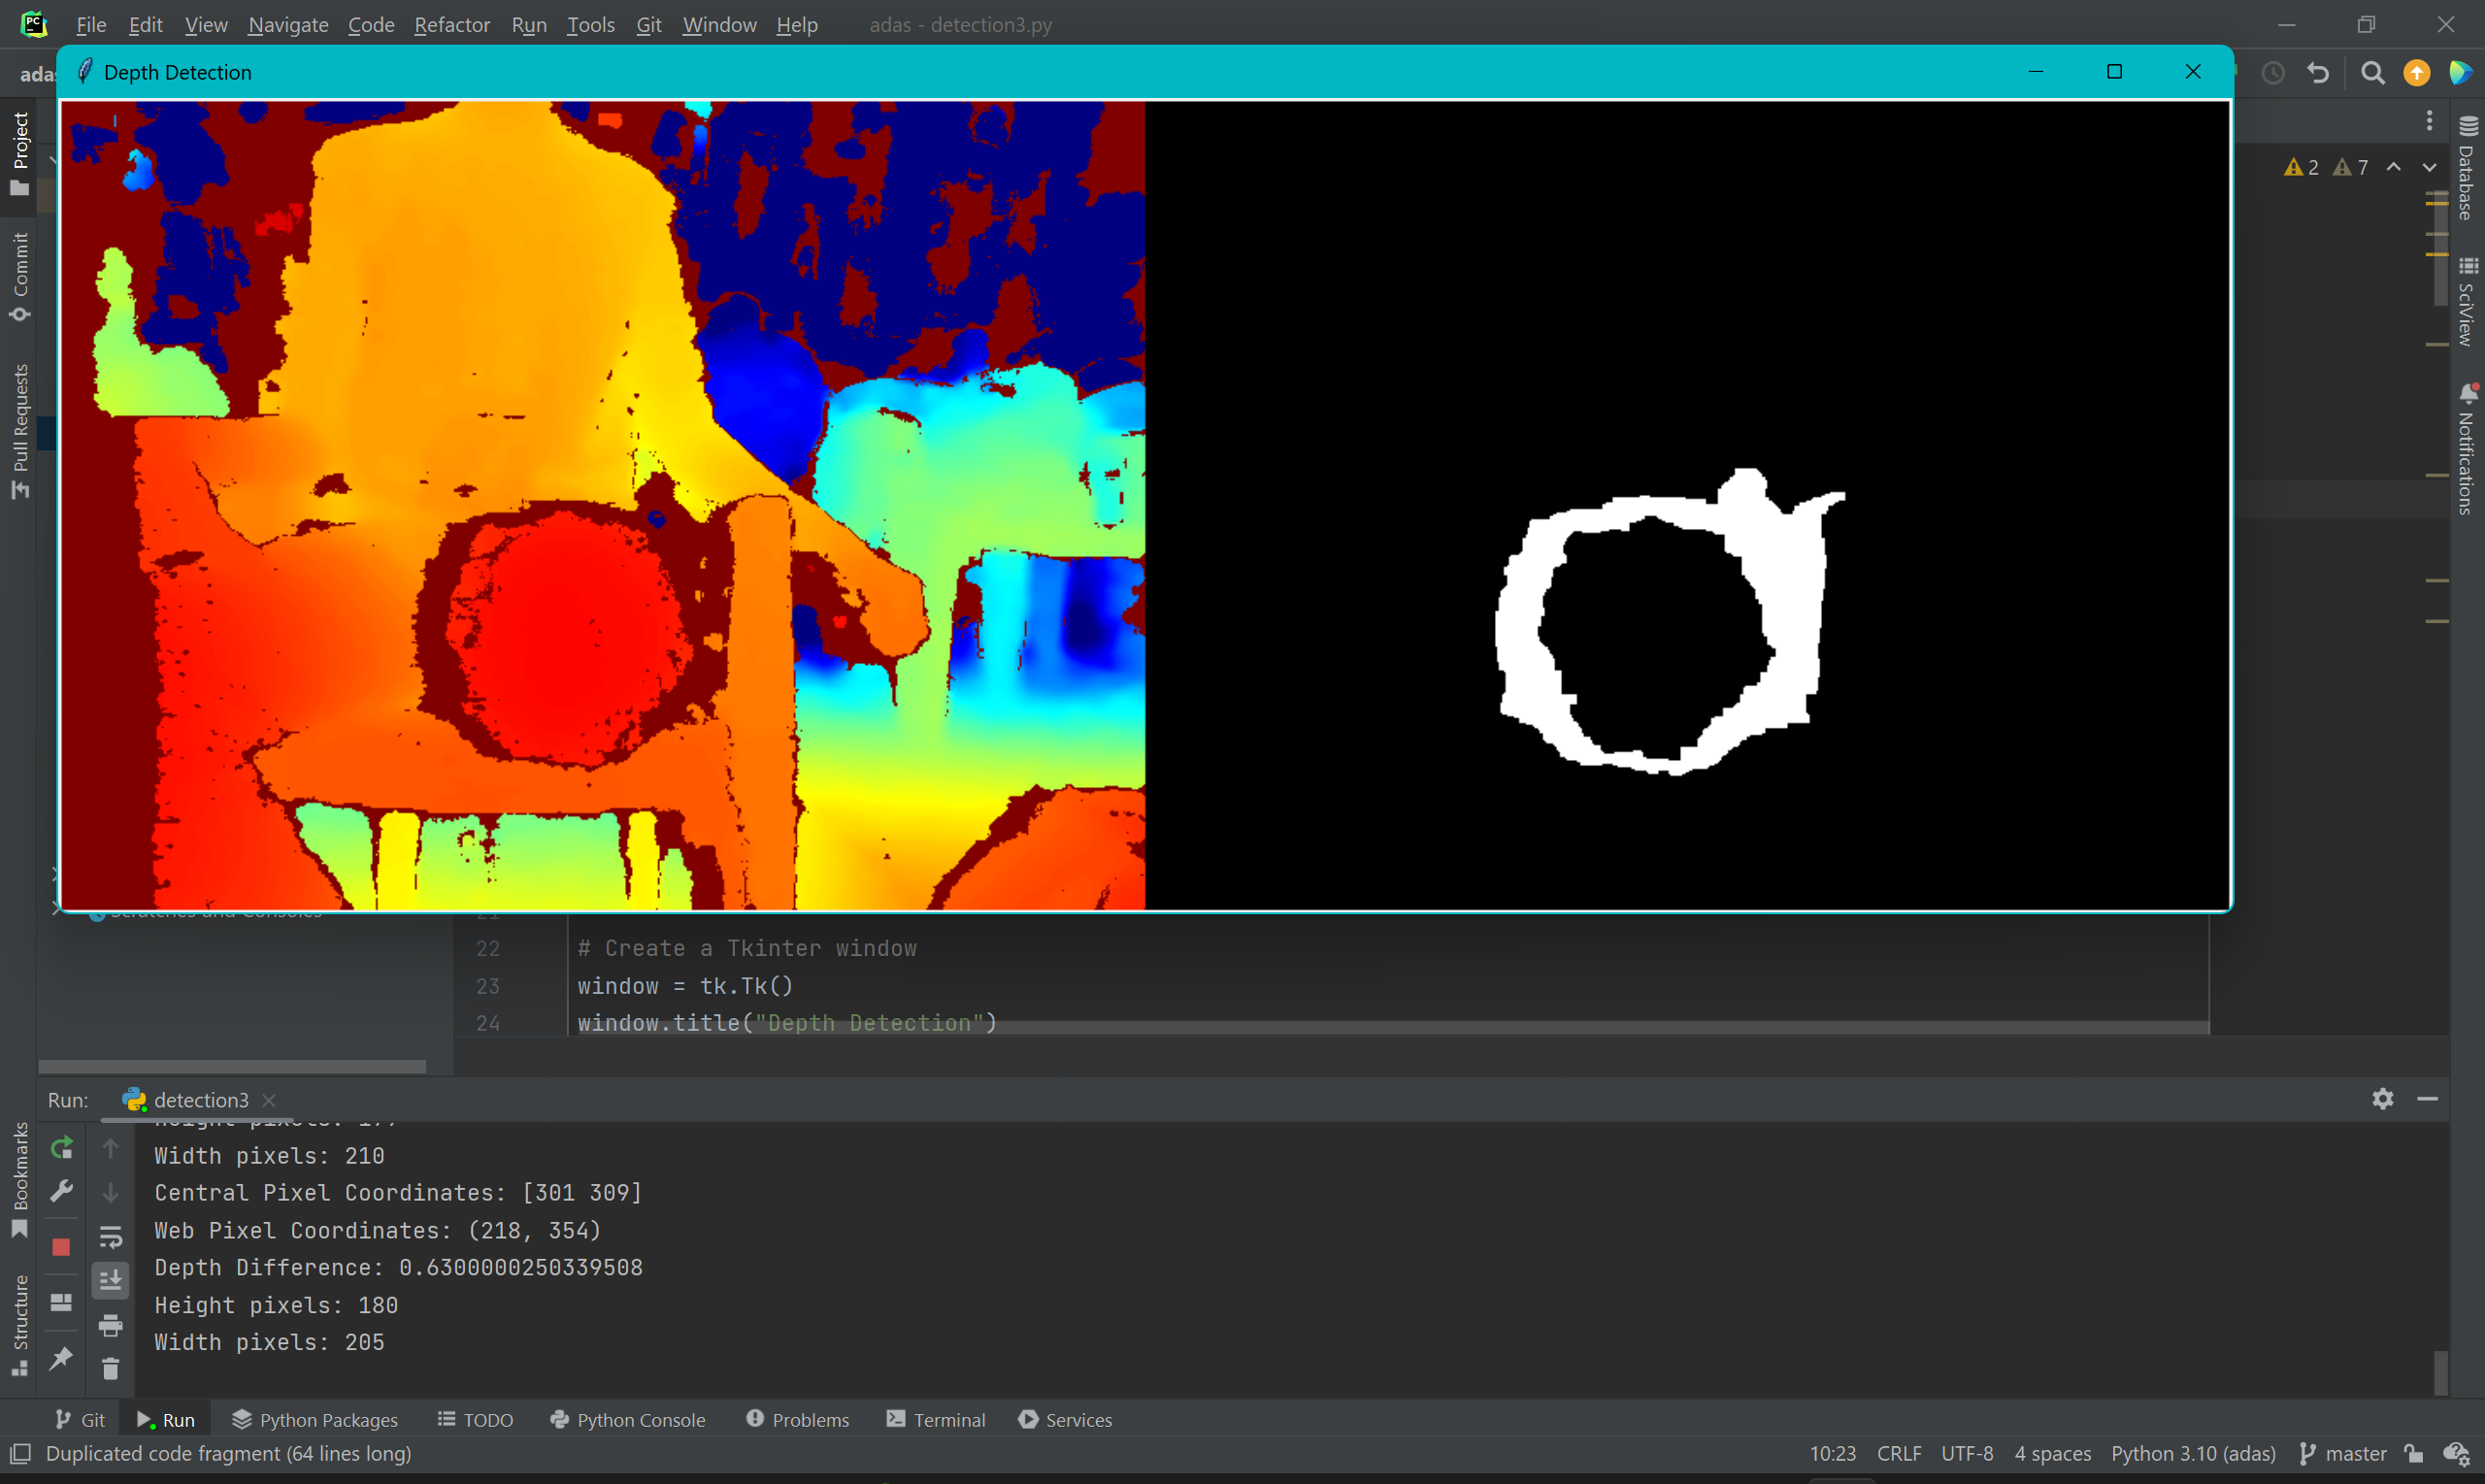 PC
File Edit View Navigate Code Refactor Run Tools Git Window Help adas - detection3.py
Depth Detection
2 7
Project
Commit
Pull Requests
Bookmarks
Structure
Database
SciView
Notifications
22 # Create a Tkinter window
23 window = tk.Tk()
24 window.title("Depth Detection")
Run: detection3
Width pixels: 210
Central Pixel Coordinates: [301 309]
Web Pixel Coordinates: (218, 354)
Depth Difference: 0.6300000250339508
Height pixels: 180
Width pixels: 205
Git Run Python Packages TODO Python Console Problems Terminal Services
Duplicated code fragment (64 lines long) 10:23 CRLF UTF-8 4 spaces Python 3.10 (adas) master